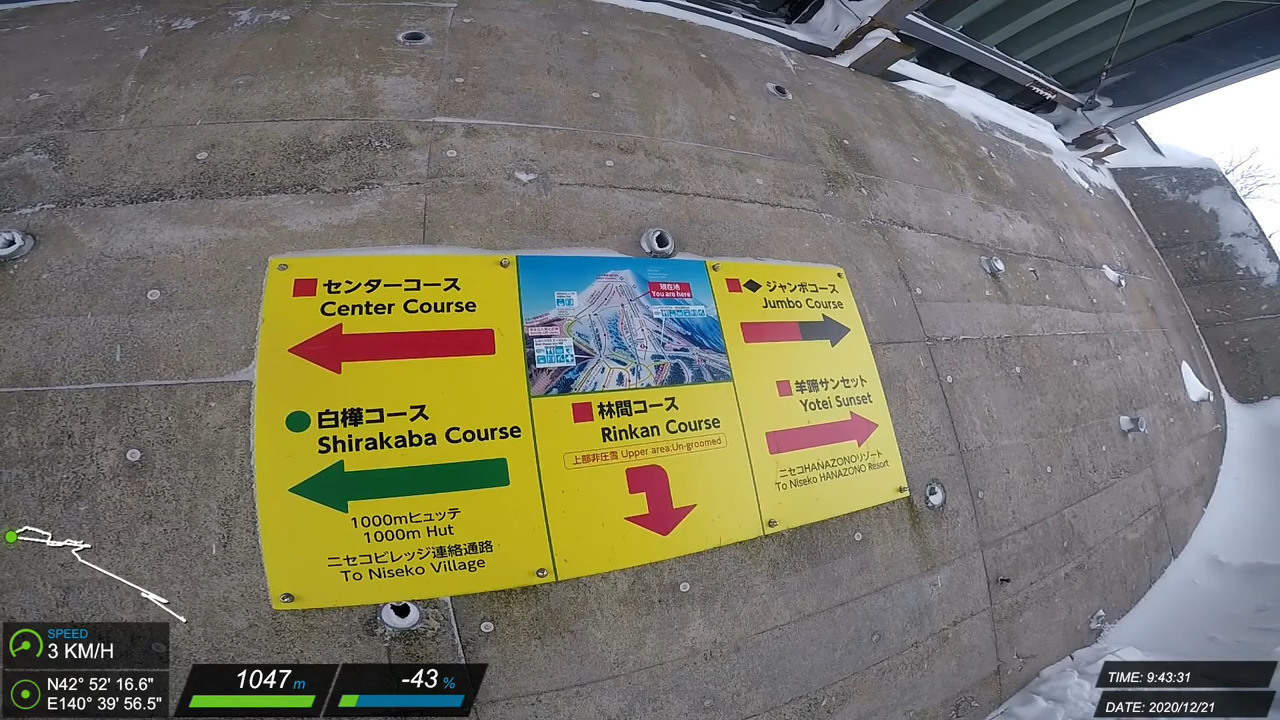 センターコース
Center Course
白樺コース
Shirakaba Course
1000mヒュッテ
1000m Hut
ニセコビレッジ連絡通路
To Niseko Village
現在地
You are here
林間コース
Rinkan Course
上部非圧雪 Upper area:Un-groomed
ジャンボコース
Jumbo Course
羊蹄サンセット
Yotei Sunset
ニセコHANAZONOリゾート
To Niseko HANAZONO Resort
SPEED
3 KM/H
N42° 52' 16.6"
E140° 39' 56.5"
1047 m
-43 %
TIME: 9:43:31
DATE: 2020/12/21